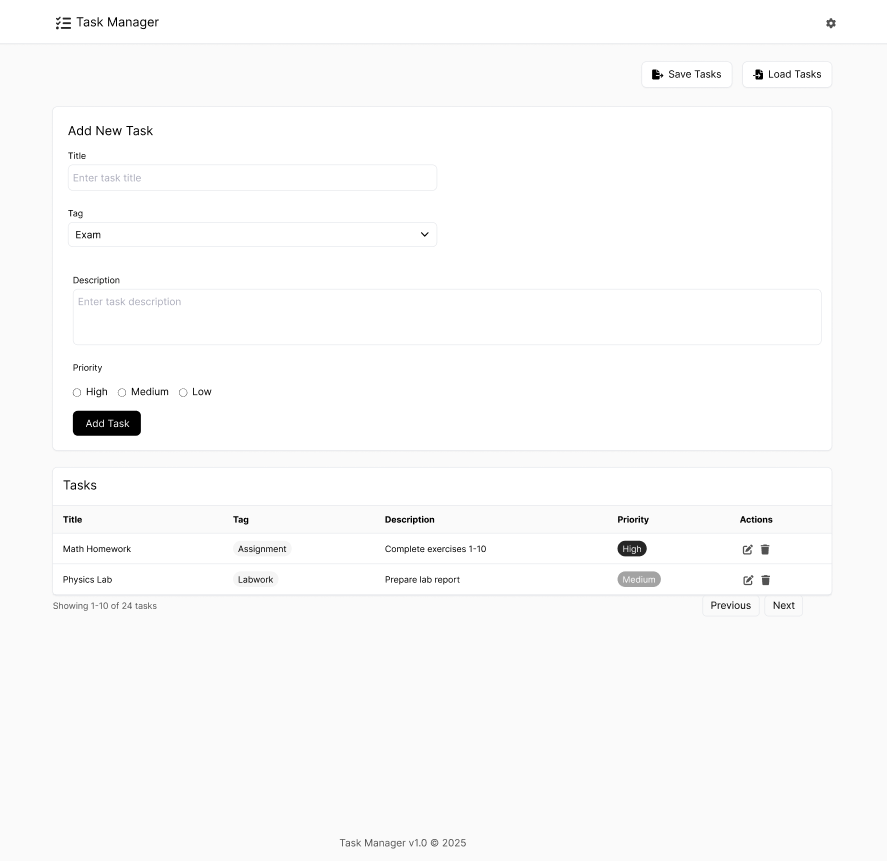 Task Manager
Save Tasks Load Tasks
Add New Task
Title
Enter task title
Tag
Exam
Description
Enter task description
Priority
High Medium Low
Add Task
Tasks
Title Tag Description Priority Actions
Math Homework Assignment Complete exercises 1-10 High
Physics Lab Labwork Prepare lab report Medium
Showing 1-10 of 24 tasks Previous Next
Task Manager v1.0 © 2025